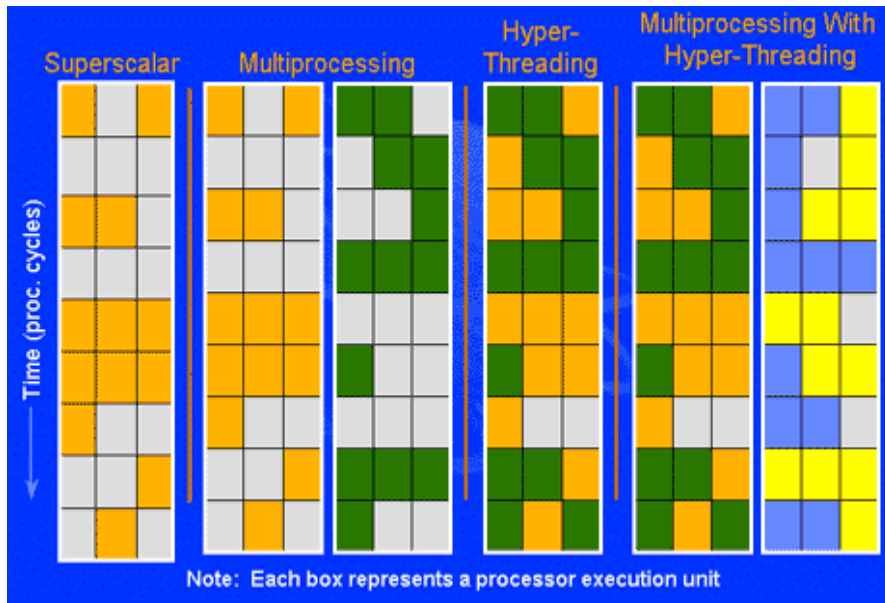 Superscalar
Multiprocessing
Hyper-
Threading
Multiprocessing With
Hyper-Threading
Time (proc. cycles)
Note: Each box represents a processor execution unit